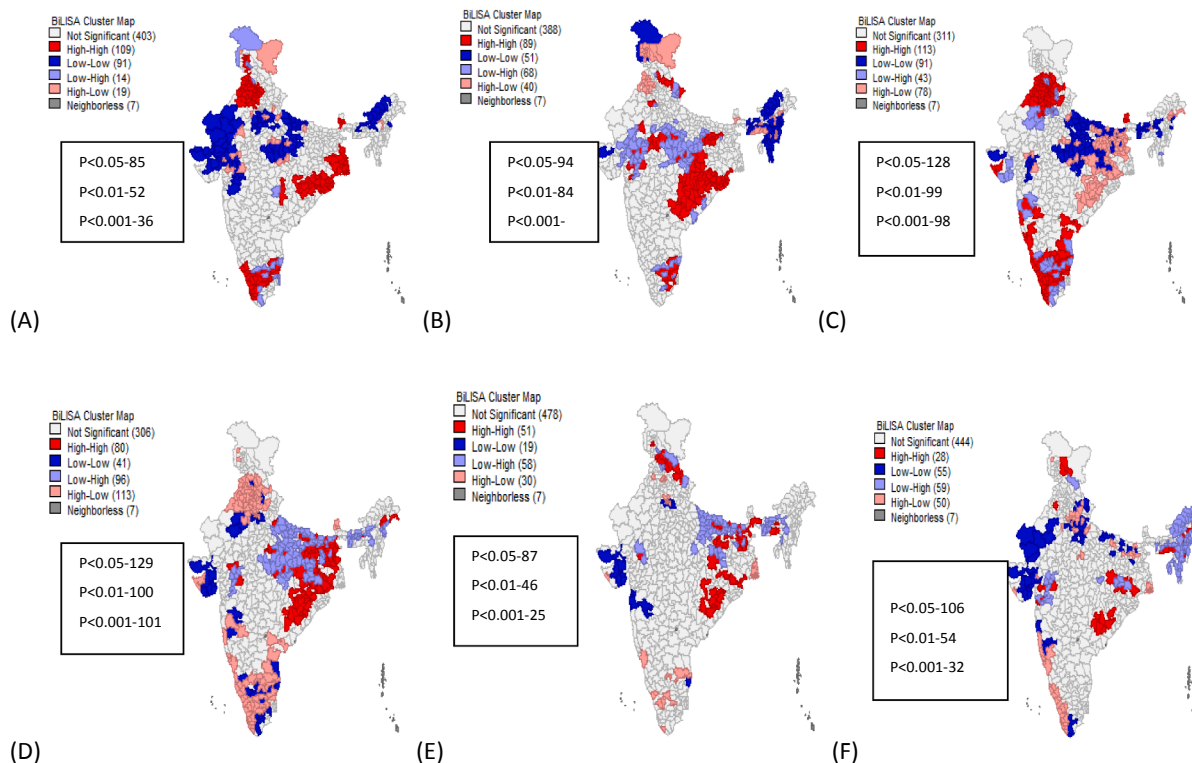 BiLISA Cluster Map
Not Significant (403)
High-High (109)
Low-Low (91)
Low-High (14)
High-Low (19)
Neighborless (7)
P<0.05-85
P<0.01-52
P<0.001-36
(A)
BiLISA Cluster Map
Not Significant (388)
High-High (89)
Low-Low (51)
Low-High (68)
High-Low (40)
Neighborless (7)
P<0.05-94
P<0.01-84
P<0.001-
(B)
BiLISA Cluster Map
Not Significant (311)
High-High (113)
Low-Low (91)
Low-High (43)
High-Low (78)
Neighborless (7)
P<0.05-128
P<0.01-99
P<0.001-98
(C)
BiLISA Cluster Map
Not Significant (306)
High-High (80)
Low-Low (41)
Low-High (96)
High-Low (113)
Neighborless (7)
P<0.05-129
P<0.01-100
P<0.001-101
(D)
BiLISA Cluster Map
Not Significant (478)
High-High (51)
Low-Low (19)
Low-High (58)
High-Low (30)
Neighborless (7)
P<0.05-87
P<0.01-46
P<0.001-25
(E)
BiLISA Cluster Map
Not Significant (444)
High-High (28)
Low-Low (55)
Low-High (59)
High-Low (50)
Neighborless (7)
P<0.05-106
P<0.01-54
P<0.001-32
(F)